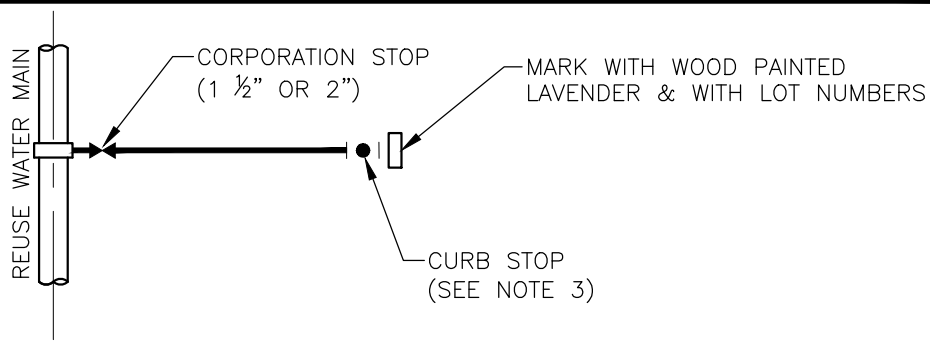 REUSE WATER MAIN
CORPORATION STOP
(1 ½” OR 2”)
MARK WITH WOOD PAINTED
LAVENDER & WITH LOT NUMBERS
CURB STOP
(SEE NOTE 3)